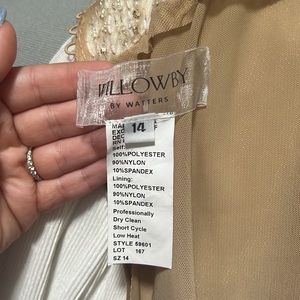 WILLOWBY
BY WATTERS
14
100%POLYESTER
90%NYLON
10%SPANDEX
Lining:
100%POLYESTER
90%NYLON
10%SPANDEX
Professionally
Dry Clean
Short Cycle
Low Heat
STYLE 59601
LOT 167
SZ 14